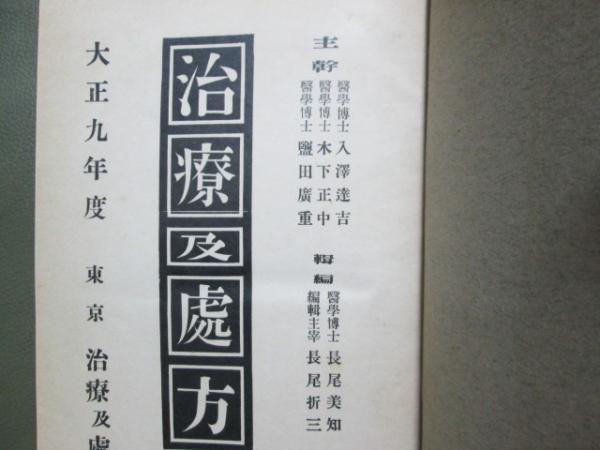 主幹
醫學博士 入澤達吉
醫學博士 木下正中
醫學博士 鹽田廣重
編輯
醫學博士 長尾美知
編輯主宰 長尾折三
治療及處方
大正九年度 東京 治療及處